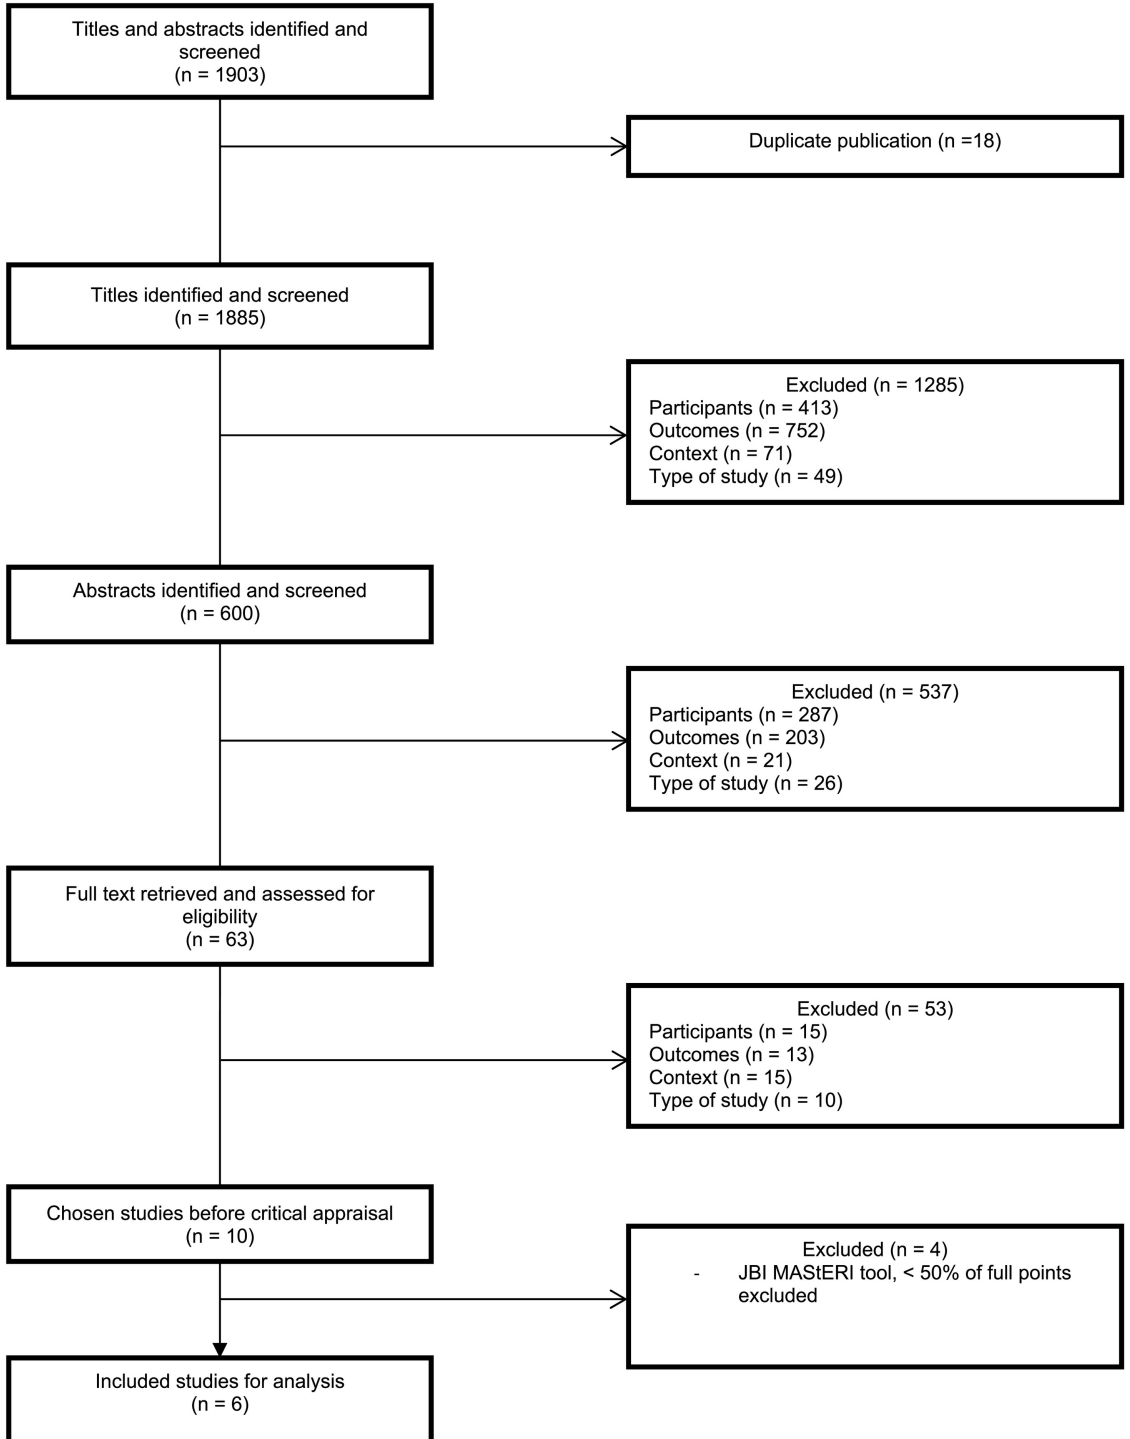 Titles and abstracts identified and
screened
(n = 1903)
Duplicate publication (n =18)
Titles identified and screened
(n = 1885)
Excluded (n = 1285)
Participants (n = 413)
Outcomes (n = 752)
Context (n = 71)
Type of study (n = 49)
Abstracts identified and screened
(n = 600)
Excluded (n = 537)
Participants (n = 287)
Outcomes (n = 203)
Context (n = 21)
Type of study (n = 26)
Full text retrieved and assessed for
eligibility
(n = 63)
Excluded (n = 53)
Participants (n = 15)
Outcomes (n = 13)
Context (n = 15)
Type of study (n = 10)
Chosen studies before critical appraisal
(n = 10)
Excluded (n = 4)
- JBI MAStERI tool, < 50% of full points
excluded
Included studies for analysis
(n = 6)